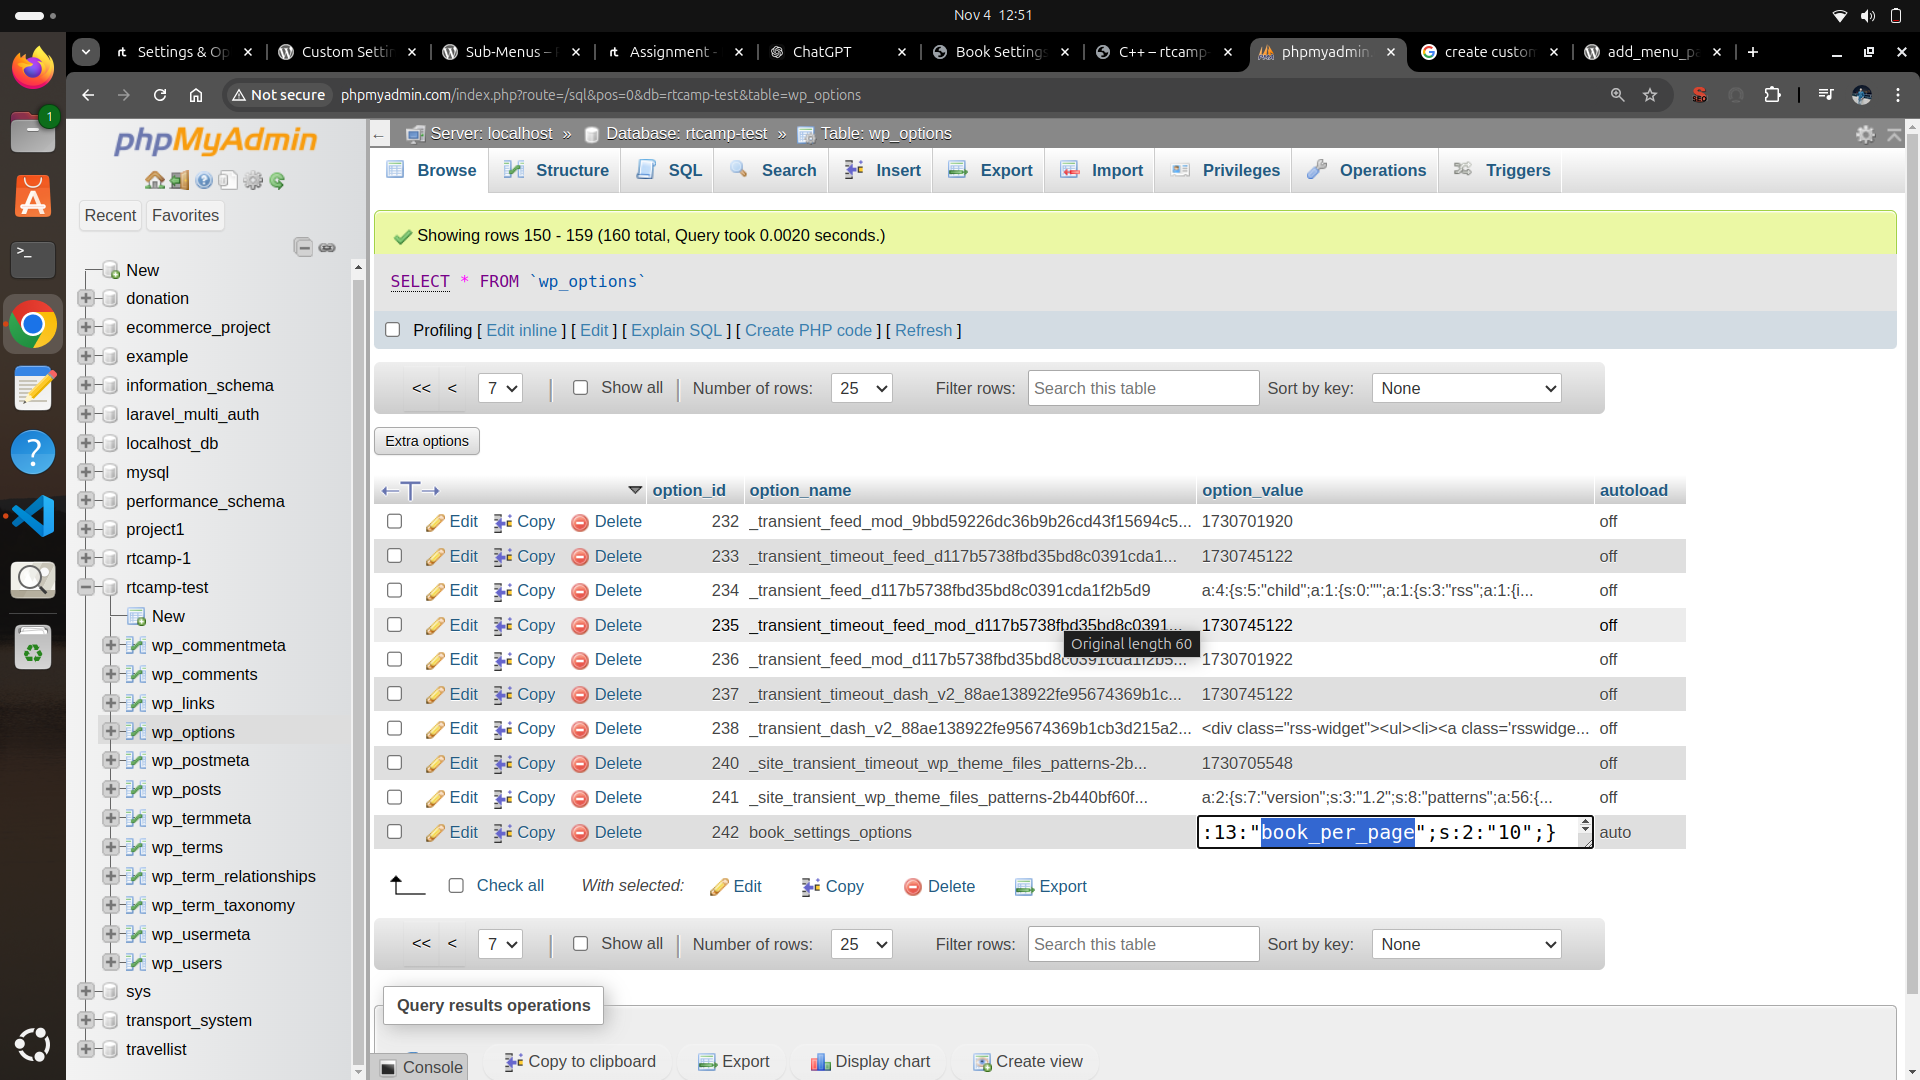 Nov 4 12:51
Settings & Op
Custom Settin
Sub-Menus –
Assignment -
ChatGPT
Book Settings
C++ – rtcamp-
phpmyadmin.
create custom
add_menu_pa
Not secure
phpmyadmin.com/index.php?route=/sql&pos=0&db=rtcamp-test&table=wp_options
1
phpMyAdmin
Recent
Favorites
New
donation
ecommerce_project
example
information_schema
laravel_multi_auth
localhost_db
mysql
performance_schema
project1
rtcamp-1
rtcamp-test
New
wp_commentmeta
wp_comments
wp_links
wp_options
wp_postmeta
wp_posts
wp_termmeta
wp_terms
wp_term_relationships
wp_term_taxonomy
wp_usermeta
wp_users
sys
transport_system
travellist
Server: localhost » Database: rtcamp-test » Table: wp_options
Browse Structure SQL Search Insert Export Import Privileges Operations Triggers
Showing rows 150 - 159 (160 total, Query took 0.0020 seconds.)
SELECT * FROM `wp_options`
Profiling [ Edit inline ] [ Edit ] [ Explain SQL ] [ Create PHP code ] [ Refresh ]
<< < 7 | Show all | Number of rows: 25 Filter rows: Search this table Sort by key: None
Extra options
option_id option_name option_value autoload
Edit Copy Delete 232 _transient_feed_mod_9bbd59226dc36b9b26cd43f15694c5... 1730701920 off
Edit Copy Delete 233 _transient_timeout_feed_d117b5738fbd35bd8c0391cda1... 1730745122 off
Edit Copy Delete 234 _transient_feed_d117b5738fbd35bd8c0391cda1f2b5d9 a:4:{s:5:"child";a:1:{s:0:"";a:1:{s:3:"rss";a:1:{i... off
Edit Copy Delete 235 _transient_timeout_feed_mod_d117b5738fbd35bd8c0391... 1730745122 off
Original length 60
Edit Copy Delete 236 _transient_feed_mod_d117b5738fbd35bd8c0391cda1f2b5... 1730701922 off
Edit Copy Delete 237 _transient_timeout_dash_v2_88ae138922fe95674369b1c... 1730745122 off
Edit Copy Delete 238 _transient_dash_v2_88ae138922fe95674369b1cb3d215a2... <div class="rss-widget"><ul><li><a class='rsswidge... off
Edit Copy Delete 240 _site_transient_timeout_wp_theme_files_patterns-2b... 1730705548 off
Edit Copy Delete 241 _site_transient_wp_theme_files_patterns-2b440bf60f... a:2:{s:7:"version";s:3:"1.2";s:8:"patterns";a:56:{... off
Edit Copy Delete 242 book_settings_options :13:"book_per_page";s:2:"10";} auto
Check all With selected: Edit Copy Delete Export
<< < 7 | Show all | Number of rows: 25 Filter rows: Search this table Sort by key: None
Query results operations
Console Copy to clipboard Export Display chart Create view